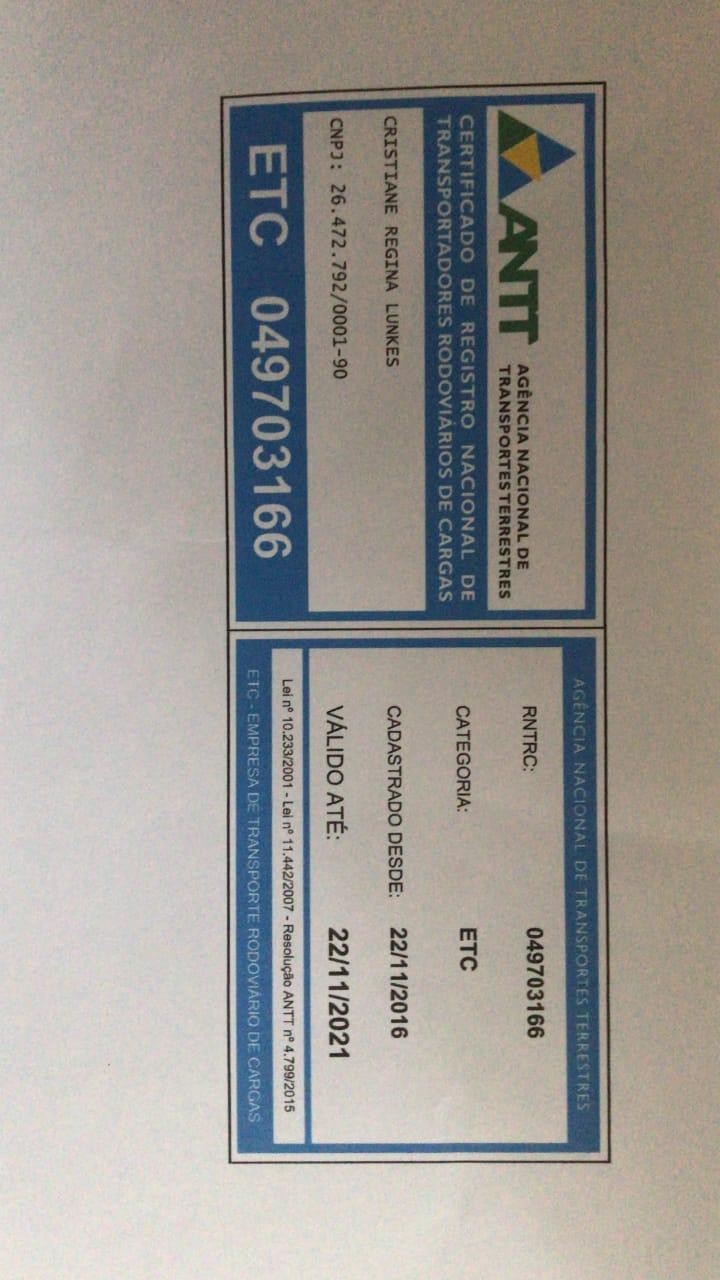 ANTT
AGÊNCIA NACIONAL DE
TRANSPORTES TERRESTRES
CERTIFICADO DE REGISTRO NACIONAL DE
TRANSPORTADORES RODOVIÁRIOS DE CARGAS
CRISTIANE REGINA LUNKES
CNPJ: 26.472.792/0001-90
ETC 049703166
AGÊNCIA NACIONAL DE TRANSPORTES TERRESTRES
RNTRC: 049703166
CATEGORIA: ETC
CADASTRADO DESDE: 22/11/2016
VÁLIDO ATÉ: 22/11/2021
Lei nº 10.233/2001 - Lei nº 11.442/2007 - Resolução ANTT nº 4.799/2015
ETC - EMPRESA DE TRANSPORTE RODOVIÁRIO DE CARGAS